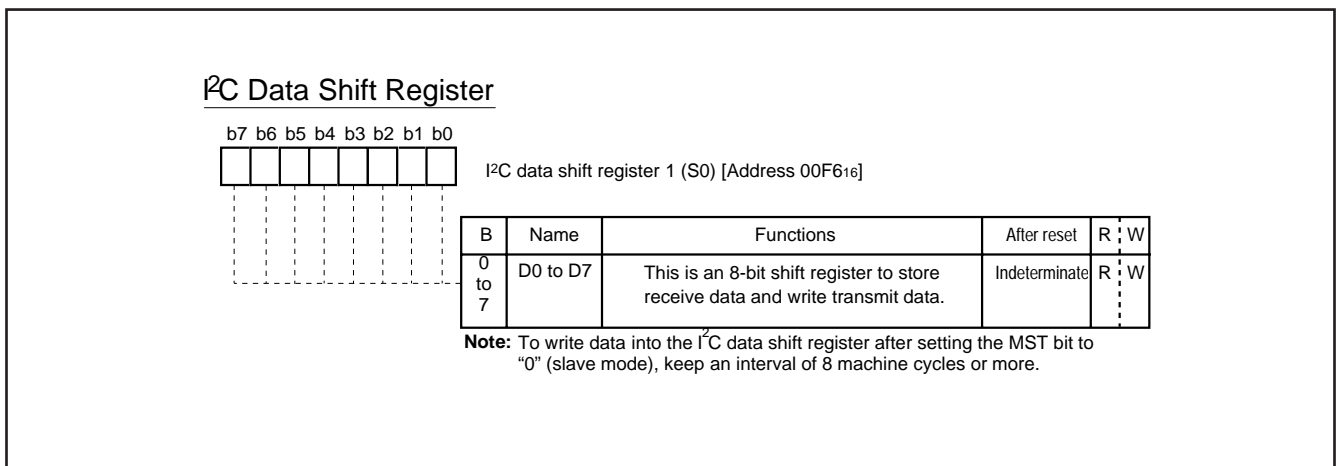 I²C Data Shift Register
b7 b6 b5 b4 b3 b2 b1 b0
I²C data shift register 1 (S0) [Address 00F6₁₆]
B Name Functions After reset R W
0 to 7 D0 to D7 This is an 8-bit shift register to store Indeterminate R W
receive data and write transmit data.
Note: To write data into the I²C data shift register after setting the MST bit to
“0” (slave mode), keep an interval of 8 machine cycles or more.